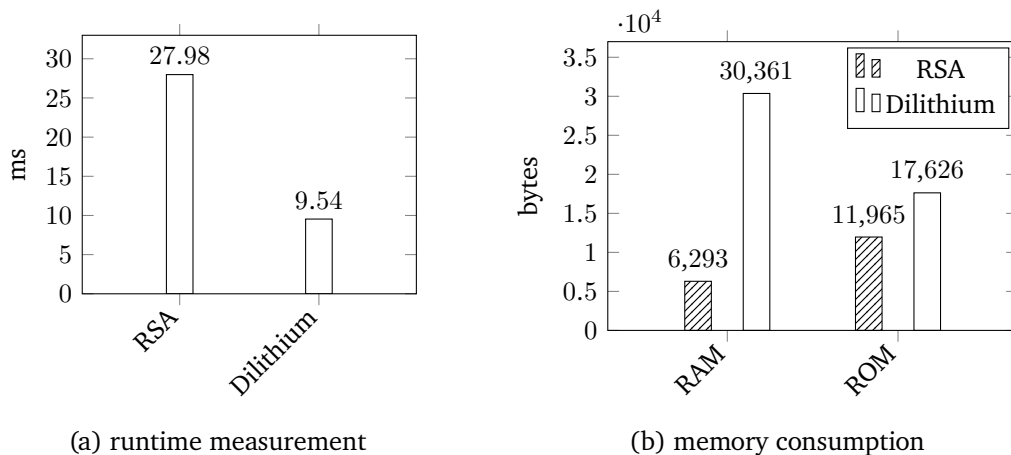 30
25
20
15
10
5
0
ms
27.98
9.54
RSA
Dilithium
(a) runtime measurement
·10⁴
3.5
3
2.5
2
1.5
1
0.5
0
bytes
6,293
30,361
11,965
17,626
RSA
Dilithium
RAM
ROM
(b) memory consumption